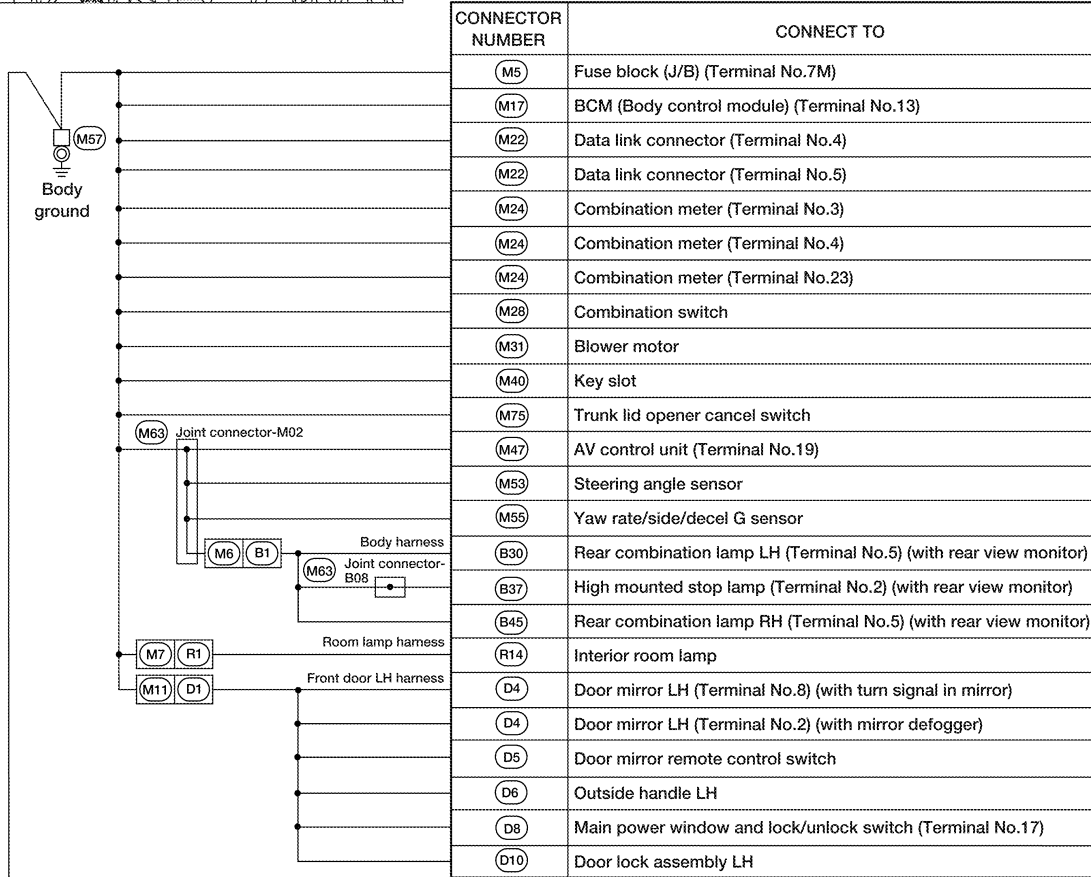 CONNECTOR NUMBER CONNECT TO
M5 Fuse block (J/B) (Terminal No.7M)
M17 BCM (Body control module) (Terminal No.13)
M57
M22 Data link connector (Terminal No.4)
M22 Data link connector (Terminal No.5)
Body
ground
M24 Combination meter (Terminal No.3)
M24 Combination meter (Terminal No.4)
M24 Combination meter (Terminal No.23)
M28 Combination switch
M31 Blower motor
M40 Key slot
M75 Trunk lid opener cancel switch
M63 Joint connector-M02
M47 AV control unit (Terminal No.19)
M53 Steering angle sensor
M55 Yaw rate/side/decel G sensor
M6 B1 Body harness
B30 Rear combination lamp LH (Terminal No.5) (with rear view monitor)
M63 Joint connector-
B08
B37 High mounted stop lamp (Terminal No.2) (with rear view monitor)
B45 Rear combination lamp RH (Terminal No.5) (with rear view monitor)
M7 R1 Room lamp harness
R14 Interior room lamp
M11 D1 Front door LH harness
D4 Door mirror LH (Terminal No.8) (with turn signal in mirror)
D4 Door mirror LH (Terminal No.2) (with mirror defogger)
D5 Door mirror remote control switch
D6 Outside handle LH
D8 Main power window and lock/unlock switch (Terminal No.17)
D10 Door lock assembly LH